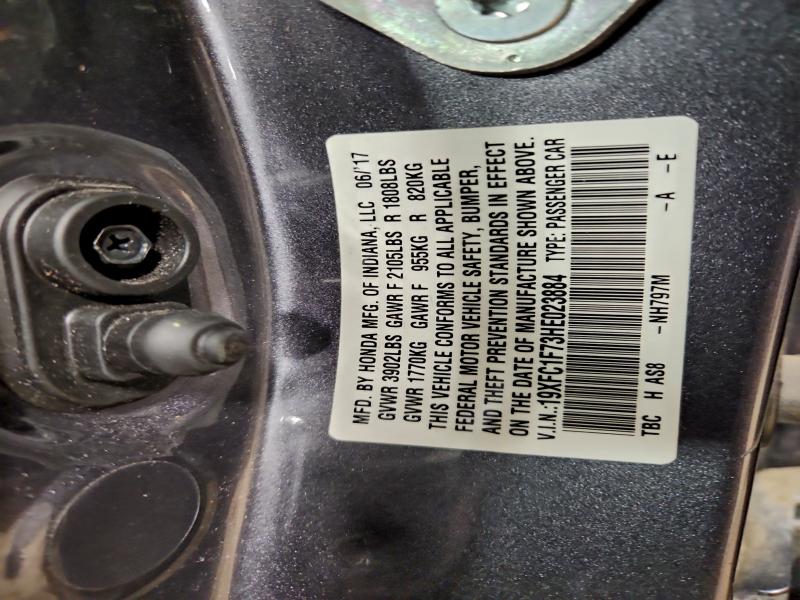 MFD. BY HONDA MFG. OF INDIANA, LLC 06/'17
GVWR 3902LBS GAWR F 2105LBS R 1808LBS
GVWR 1770KG GAWR F 955KG R 820KG
THIS VEHICLE CONFORMS TO ALL APPLICABLE
FEDERAL MOTOR VEHICLE SAFETY, BUMPER,
AND THEFT PREVENTION STANDARDS IN EFFECT
ON THE DATE OF MANUFACTURE SHOWN ABOVE.
V.I.N.:19XFC1F73HE023884 TYPE: PASSENGER CAR
TBC H AS8 -NH797M -A -E